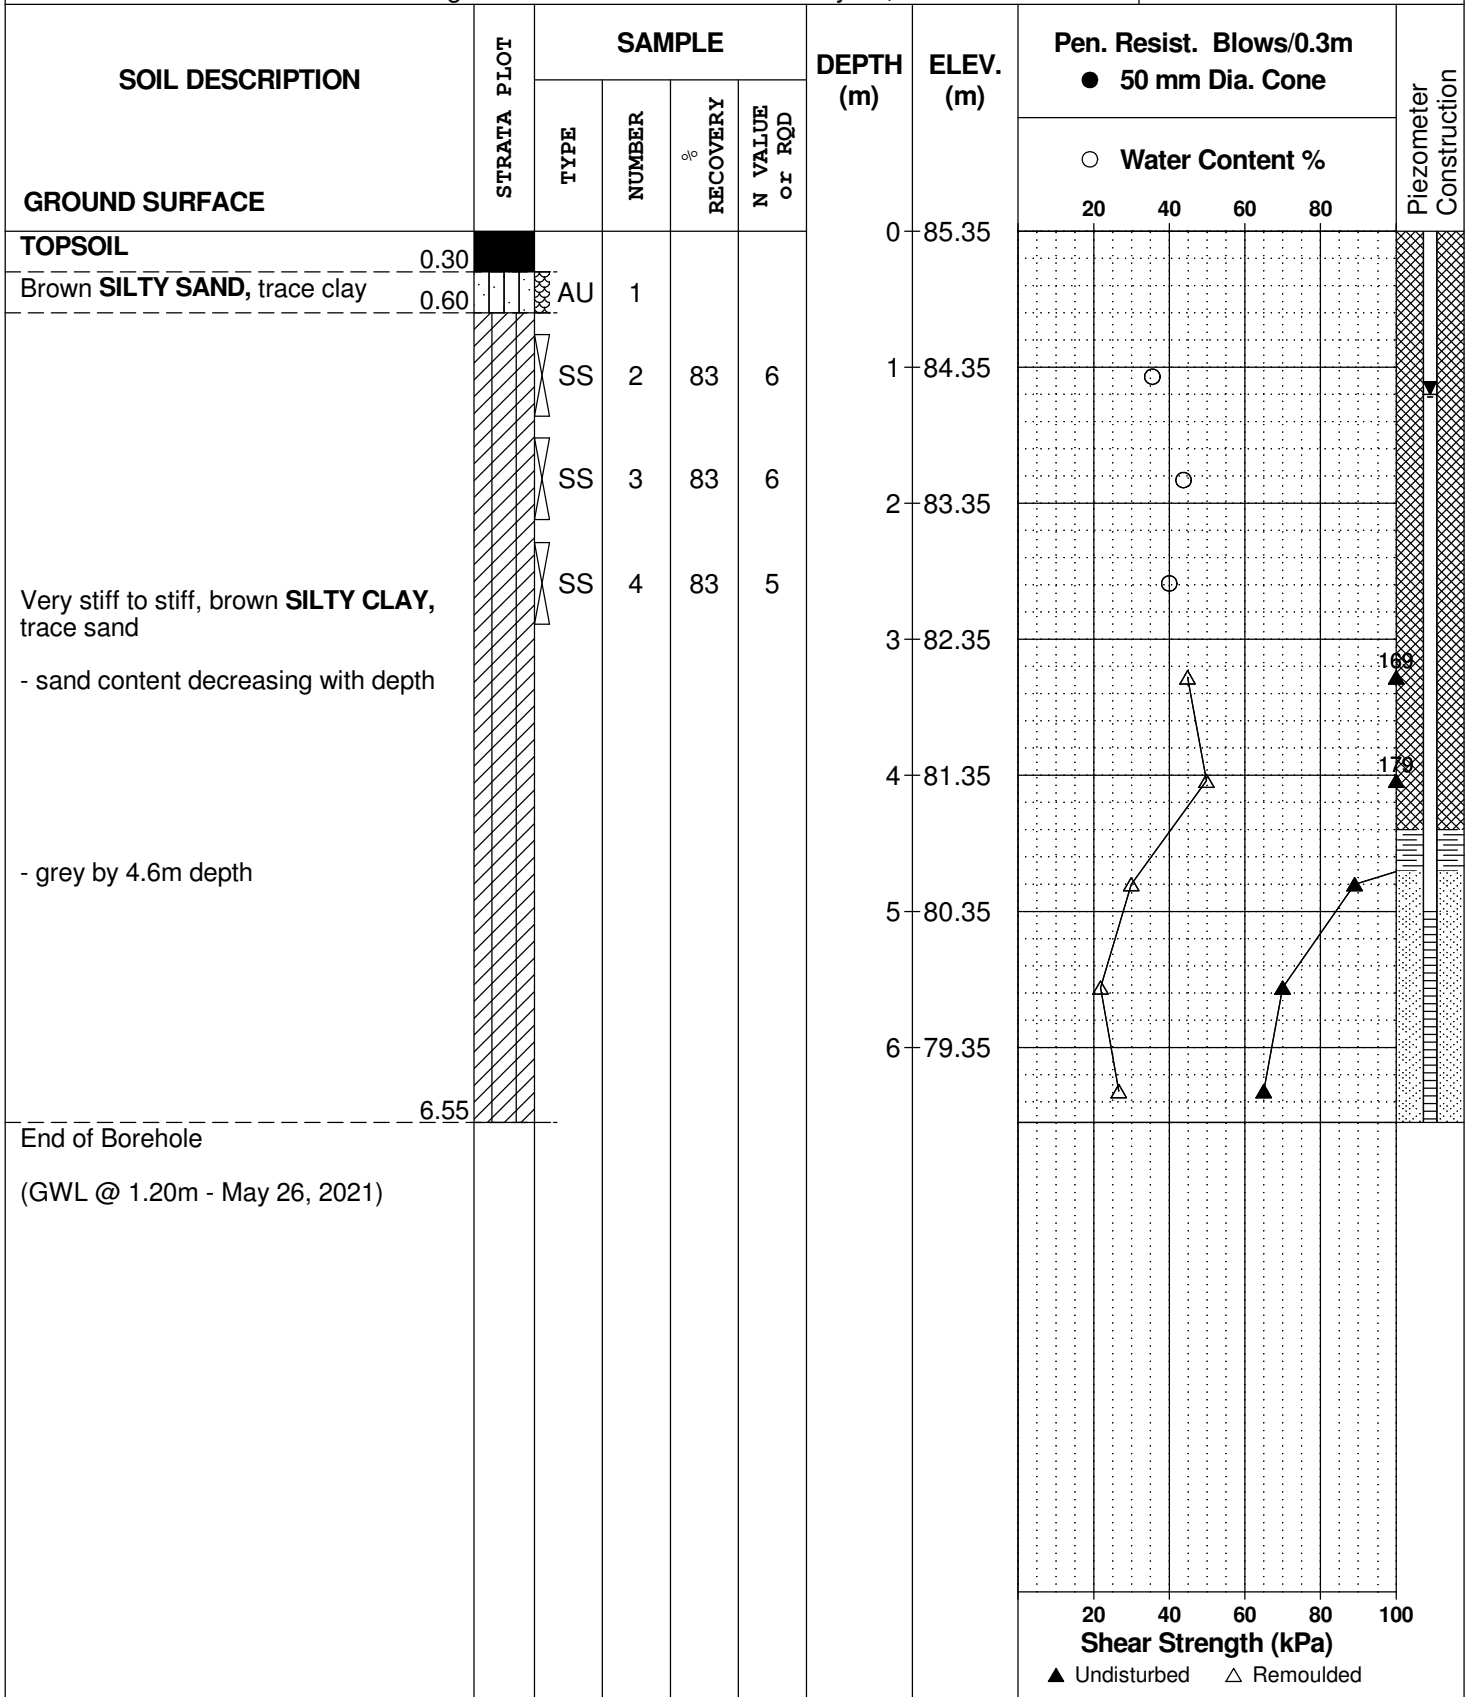 SOIL DESCRIPTION
GROUND SURFACE
STRATA PLOT
SAMPLE
TYPE
NUMBER
% RECOVERY
N VALUE or RQD
DEPTH (m)
ELEV. (m)
Pen. Resist. Blows/0.3m
● 50 mm Dia. Cone
○ Water Content %
20 40 60 80
Piezometer Construction
0 85.35
TOPSOIL
0.30
Brown SILTY SAND, trace clay
0.60
AU 1
SS 2 83 6
1 84.35
SS 3 83 6
2 83.35
SS 4 83 5
Very stiff to stiff, brown SILTY CLAY,
trace sand
3 82.35
169
- sand content decreasing with depth
179
4 81.35
- grey by 4.6m depth
5 80.35
6 79.35
6.55
End of Borehole
(GWL @ 1.20m - May 26, 2021)
20 40 60 80 100
Shear Strength (kPa)
▲ Undisturbed △ Remoulded